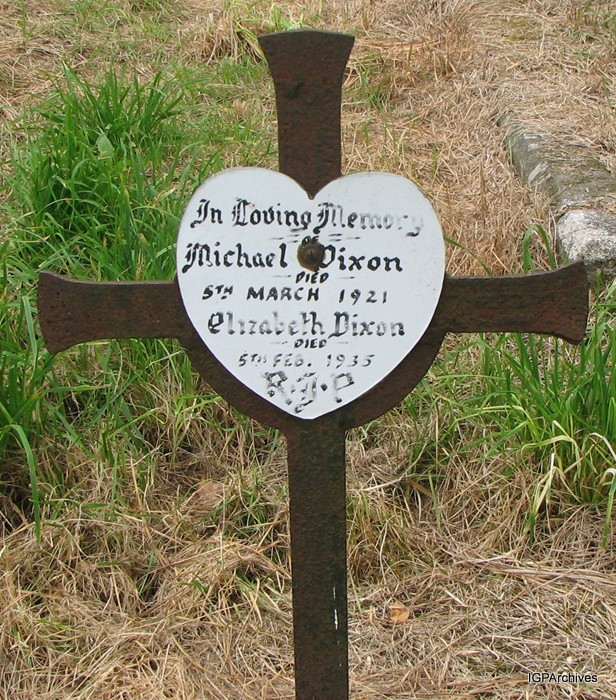 In Loving Memory
OF
Michael Dixon
DIED
5TH MARCH 1921
Elizabeth Dixon
DIED
5TH FEB. 1935
R.I.P
IGPArchives